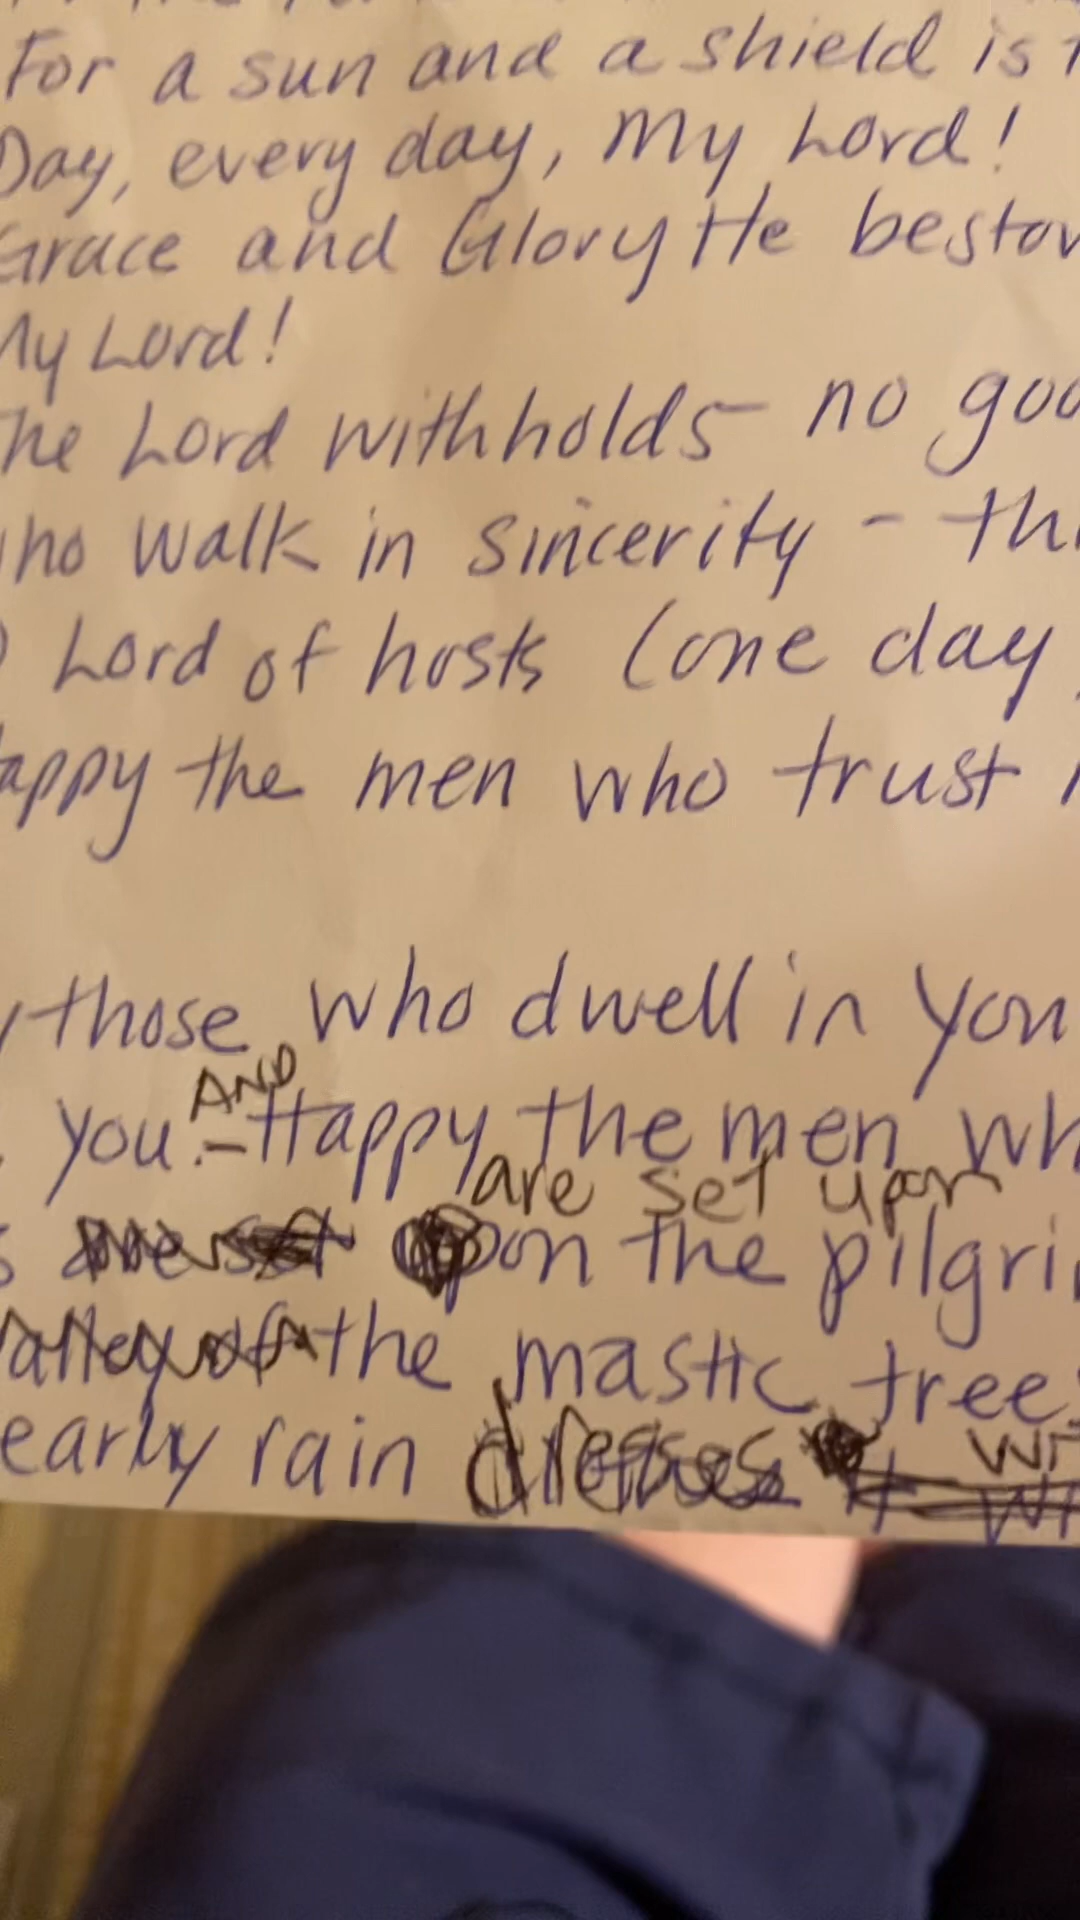 For a sun and a shield is
Day, every day, My Lord!
Grace and Glory He bestow
My Lord!
The Lord withholds no goo
who walk in sincerity - th
O Lord of hosts (one day
appy the men who trust
those who dwell in you
AND
you. - Happy the men wh
are set upon
on the pilgri
the mastic tree
early rain dresses